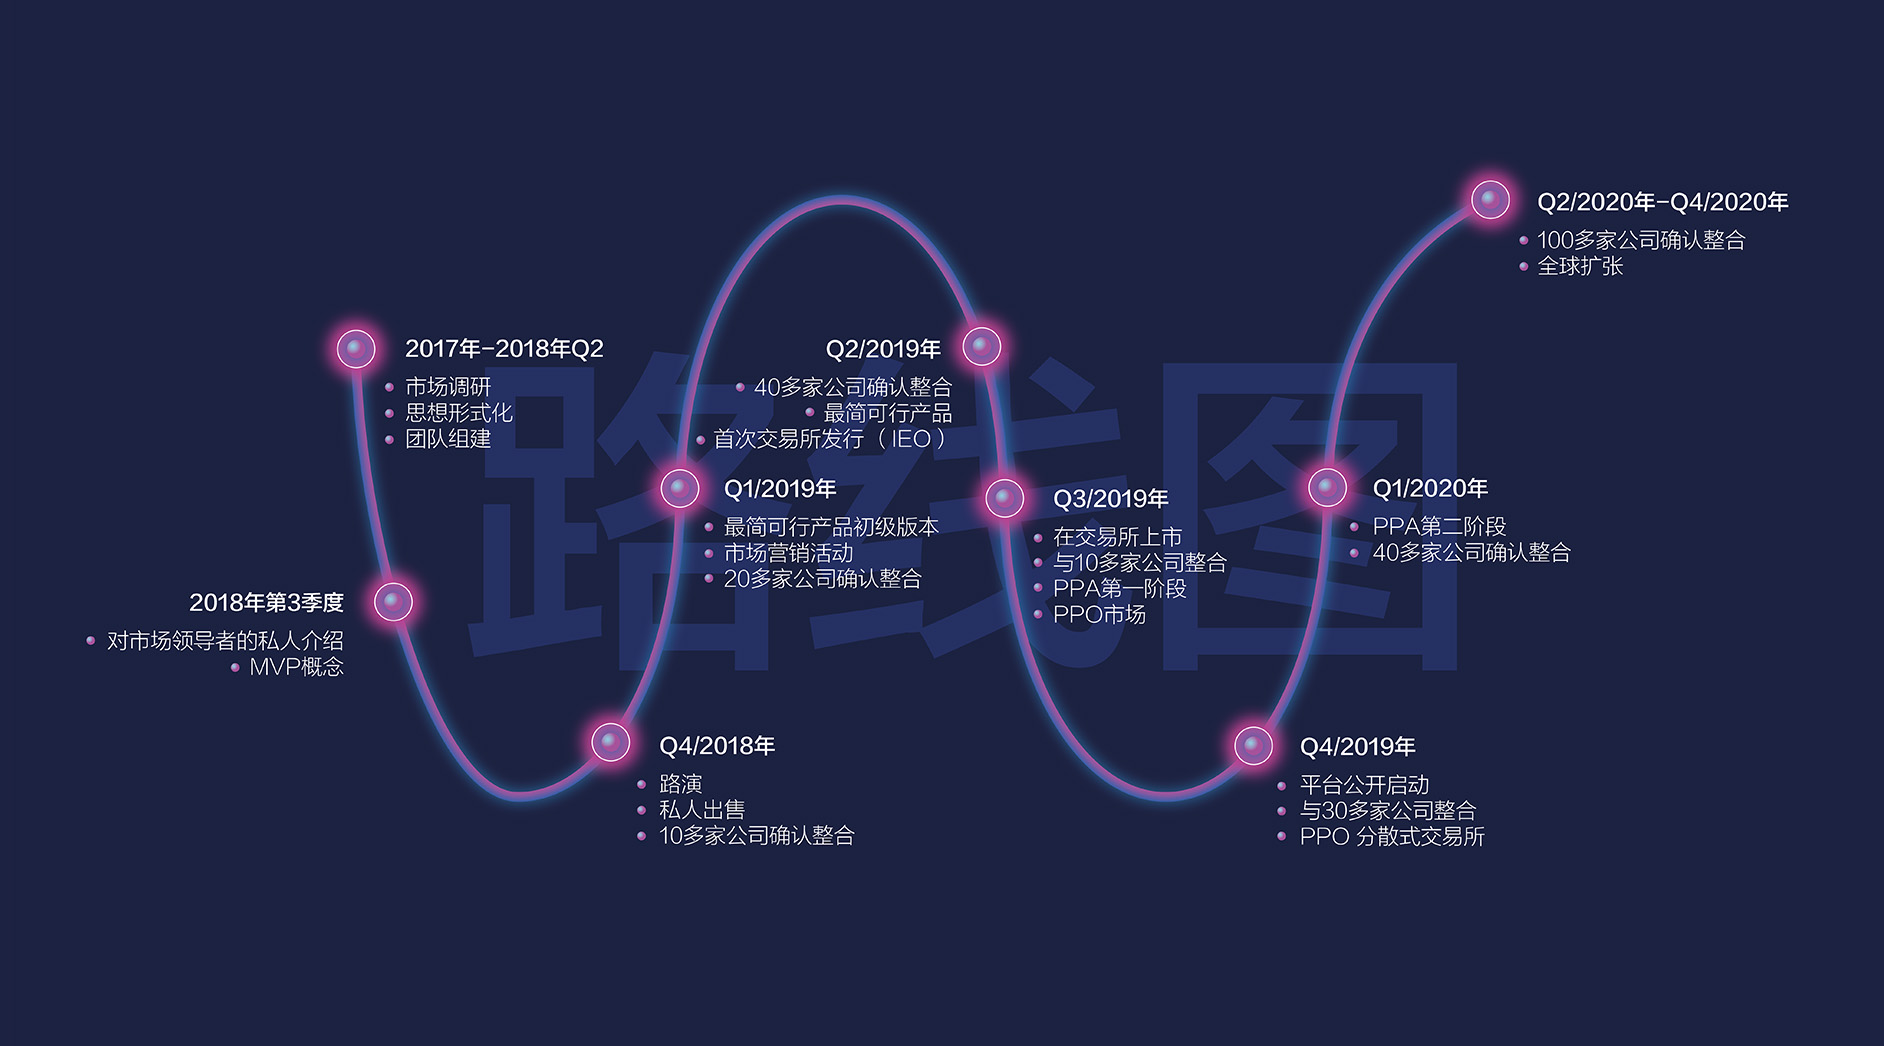 路线图
2017年-2018年Q2
市场调研
思想形式化
团队组建
2018年第3季度
对市场领导者的私人介绍
MVP概念
Q4/2018年
路演
私人出售
10多家公司确认整合
Q1/2019年
最简可行产品初级版本
市场营销活动
20多家公司确认整合
Q2/2019年
40多家公司确认整合
最简可行产品
首次交易所发行（IEO）
Q3/2019年
在交易所上市
与10多家公司整合
PPA第一阶段
PPO市场
Q4/2019年
平台公开启动
与30多家公司整合
PPO 分散式交易所
Q1/2020年
PPA第二阶段
40多家公司确认整合
Q2/2020年-Q4/2020年
100多家公司确认整合
全球扩张